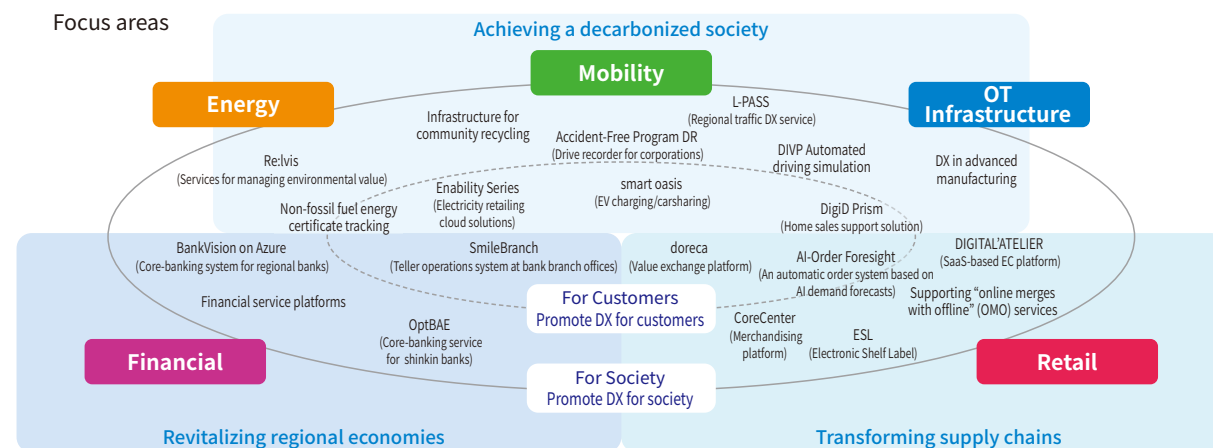 Focus areas
Achieving a decarbonized society
Mobility
Energy
OT
Infrastructure
L-PASS
(Regional traffic DX service)
Infrastructure for
community recycling
Accident-Free Program DR
(Drive recorder for corporations)
DIVP Automated
driving simulation
DX in advanced
manufacturing
Re:lvis
(Services for managing environmental value)
Enability Series
(Electricity retailing
cloud solutions)
smart oasis
(EV charging/carsharing)
Non-fossil fuel energy
certificate tracking
DigiD Prism
(Home sales support solution)
BankVision on Azure
(Core-banking system for regional banks)
SmileBranch
(Teller operations system at bank branch offices)
doreca
(Value exchange platform)
AI-Order Foresight
(An automatic order system based on
AI demand forecasts)
DIGITAL'ATELIER
(SaaS-based EC platform)
Financial service platforms
For Customers
Promote DX for customers
Supporting “online merges
with offline” (OMO) services
OptBAE
(Core-banking service
for shinkin banks)
CoreCenter
(Merchandising
platform)
ESL
(Electronic Shelf Label)
Financial
Retail
For Society
Promote DX for society
Revitalizing regional economies
Transforming supply chains